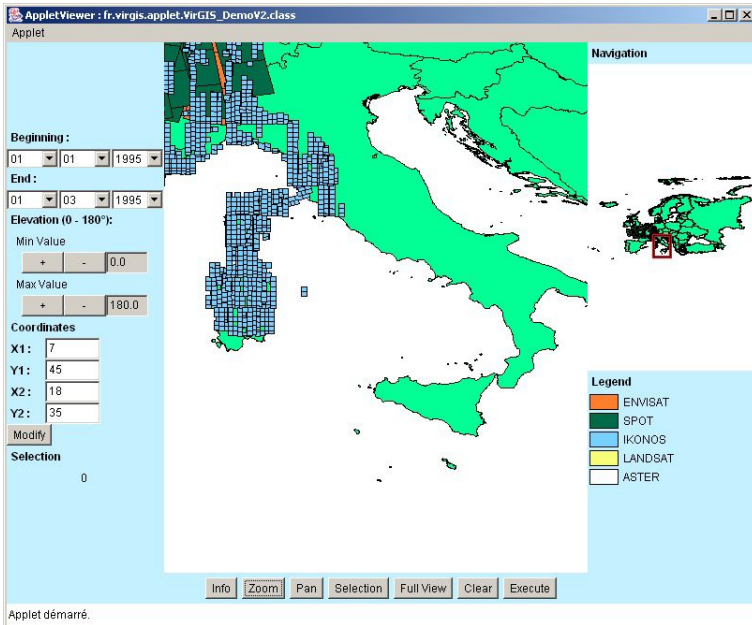 AppletViewer : fr.virgis.applet.VirGIS_DemoV2.class
Applet
Beginning :
01 01 1995
End :
01 03 1995
Elevation (0 - 180°):
Min Value
+ - 0.0
Max Value
+ - 180.0
Coordinates
X1 : 7
Y1 : 45
X2 : 18
Y2 : 35
Modify
Selection
0
Navigation
Legend
ENVISAT
SPOT
IKONOS
LANDSAT
ASTER
Info Zoom Pan Selection Full View Clear Execute
Applet démarré.